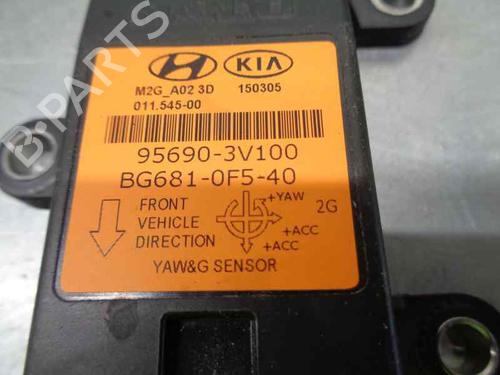 KIA
M2G_A02 3D 150305
011.545-00
95690-3V100
BG681-0F5-40
FRONT
VEHICLE
DIRECTION
+YAW 2G
+ACC
+ACC
YAW&G SENSOR
B-PARTS